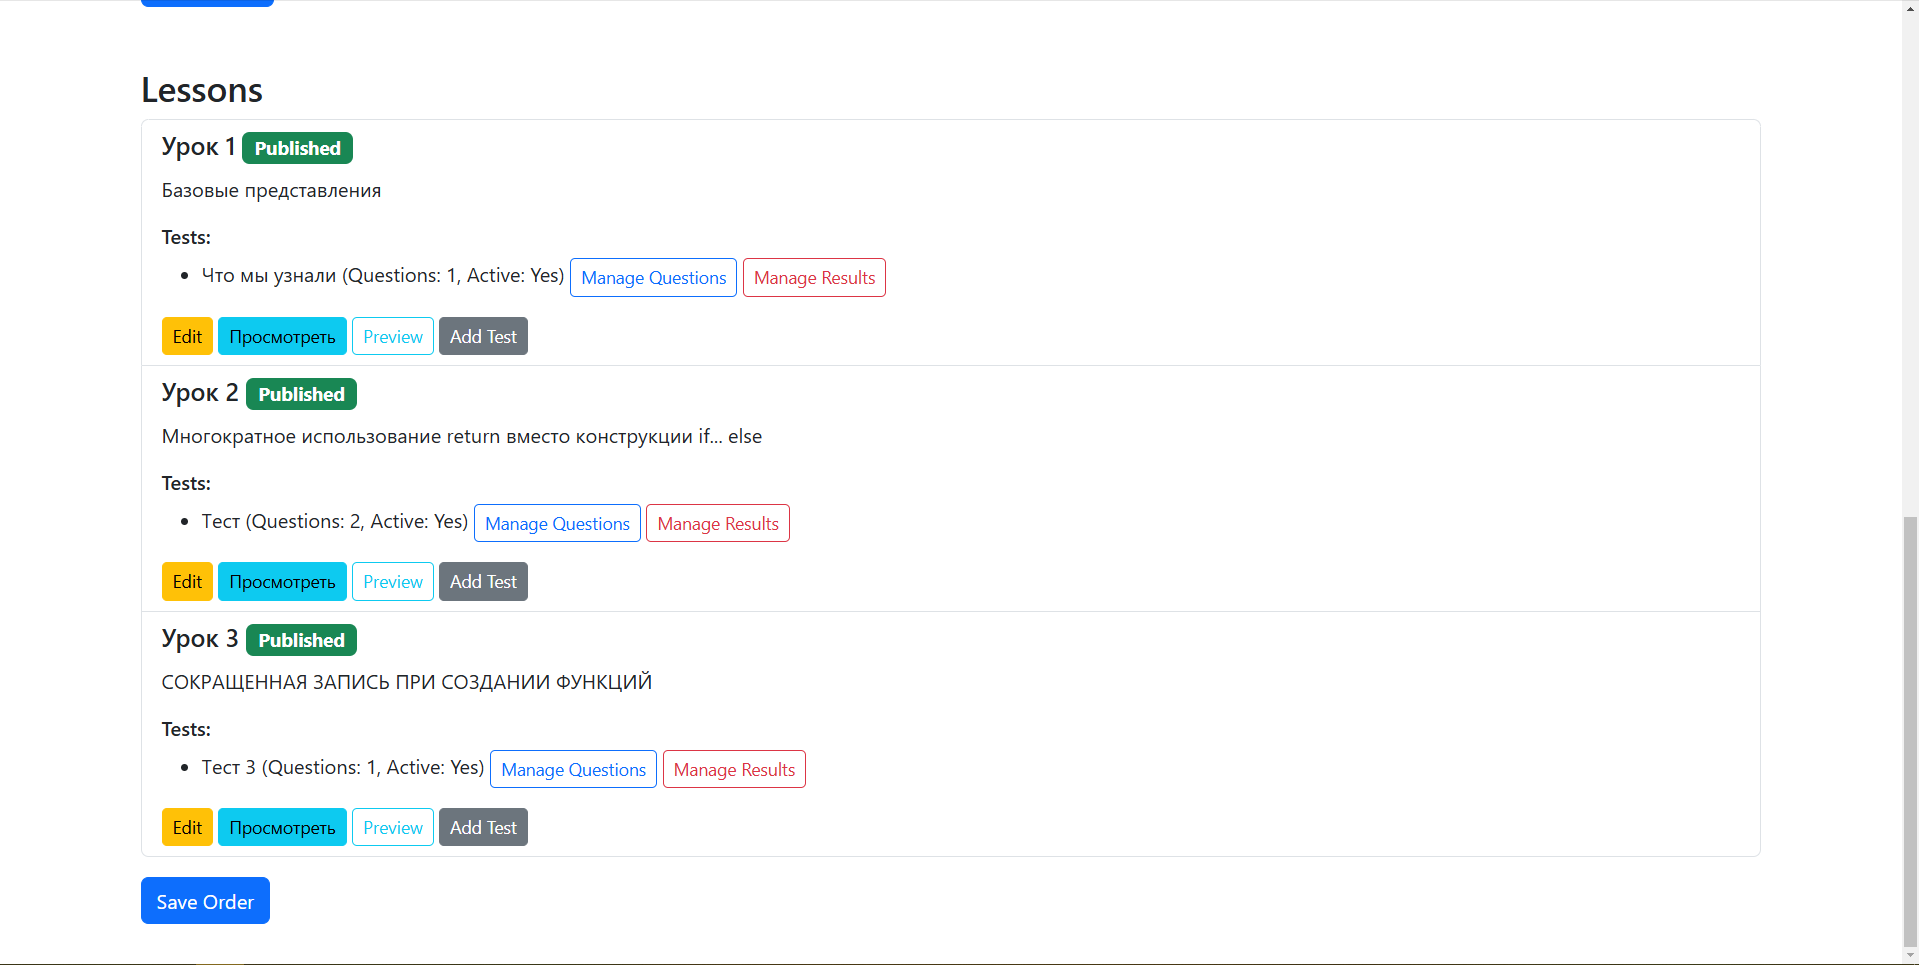 Lessons
Урок 1 Published
Базовые представления
Tests:
Что мы узнали (Questions: 1, Active: Yes) Manage Questions Manage Results
Edit Просмотреть Preview Add Test
Урок 2 Published
Многократное использование return вместо конструкции if... else
Tests:
Тест (Questions: 2, Active: Yes) Manage Questions Manage Results
Edit Просмотреть Preview Add Test
Урок 3 Published
СОКРАЩЕННАЯ ЗАПИСЬ ПРИ СОЗДАНИИ ФУНКЦИЙ
Tests:
Тест 3 (Questions: 1, Active: Yes) Manage Questions Manage Results
Edit Просмотреть Preview Add Test
Save Order